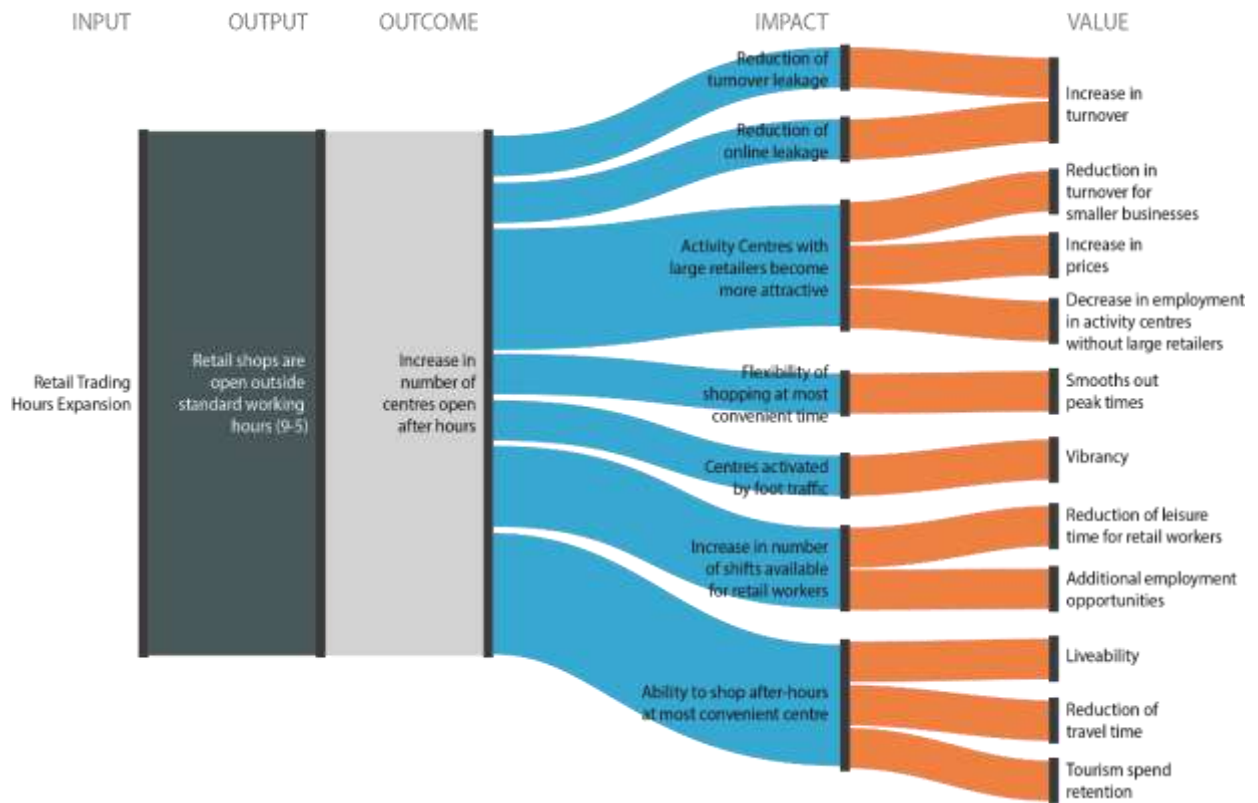 INPUT
OUTPUT
OUTCOME
IMPACT
VALUE
Retail Trading
Hours Expansion
Retail shops are
open outside
standard working
hours (9-5)
Increase in
number of
centres open
after hours
Reduction of
turnover leakage
Reduction of
online leakage
Activity Centres with
large retailers become
more attractive
Flexibility of
shopping at most
convenient time
Centres activated
by foot traffic
Increase in number
of shifts available
for retail workers
Ability to shop after-hours
at most convenient centre
Increase in
turnover
Reduction in
turnover for
smaller businesses
Increase in
prices
Decrease in employment
in activity centres
without large retailers
Smooths out
peak times
Vibrancy
Reduction of leisure
time for retail workers
Additional employment
opportunities
Liveability
Reduction of
travel time
Tourism spend
retention